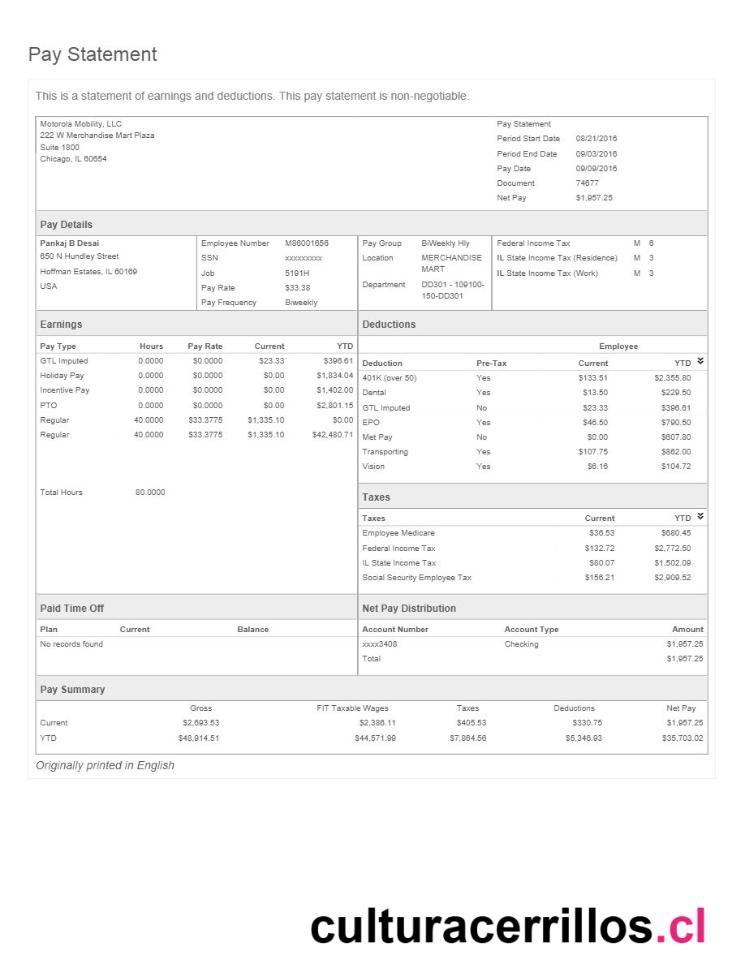 Pay Statement
This is a statement of earnings and deductions. This pay statement is non-negotiable.
Motorola Mobility, LLC
222 W Merchandise Mart Plaza
Suite 1800
Chicago, IL 60654
Pay Statement
Period Start Date 08/21/2016
Period End Date 09/03/2016
Pay Date 09/09/2016
Document 74677
Net Pay $1,957.25
Pay Details
Pankaj B Desai
650 N Hundley Street
Hoffman Estates, IL 60169
USA
Employee Number M86001656
SSN xxxxxxxxx
Job 5191H
Pay Rate $33.38
Pay Frequency Biweekly
Pay Group BiWeekly Hly
Location MERCHANDISE
MART
Department DD301 - 109100-
150-DD301
Federal Income Tax M 6
IL State Income Tax (Residence) M 3
IL State Income Tax (Work) M 3
Earnings
Pay Type Hours Pay Rate Current YTD
GTL Imputed 0.0000 $0.0000 $23.33 $396.61
Holiday Pay 0.0000 $0.0000 $0.00 $1,834.04
Incentive Pay 0.0000 $0.0000 $0.00 $1,402.00
PTO 0.0000 $0.0000 $0.00 $2,801.15
Regular 40.0000 $33.3775 $1,335.10 $0.00
Regular 40.0000 $33.3775 $1,335.10 $42,480.71
Total Hours 80.0000
Deductions
Employee
Deduction Pre-Tax Current YTD
401K (over 50) Yes $133.51 $2,355.80
Dental Yes $13.50 $229.50
GTL Imputed No $23.33 $396.61
EPO Yes $46.50 $790.50
Met Pay No $0.00 $607.80
Transporting Yes $107.75 $862.00
Vision Yes $6.16 $104.72
Taxes
Taxes Current YTD
Employee Medicare $36.53 $680.45
Federal Income Tax $132.72 $2,772.50
IL State Income Tax $80.07 $1,502.09
Social Security Employee Tax $156.21 $2,909.52
Paid Time Off
Plan Current Balance
No records found
Net Pay Distribution
Account Number Account Type Amount
xxxx3408 Checking $1,957.25
Total $1,957.25
Pay Summary
Gross FIT Taxable Wages Taxes Deductions Net Pay
Current $2,693.53 $2,386.11 $405.53 $330.75 $1,957.25
YTD $48,914.51 $44,571.99 $7,864.56 $5,346.93 $35,703.02
Originally printed in English
culturacerrillos.cl